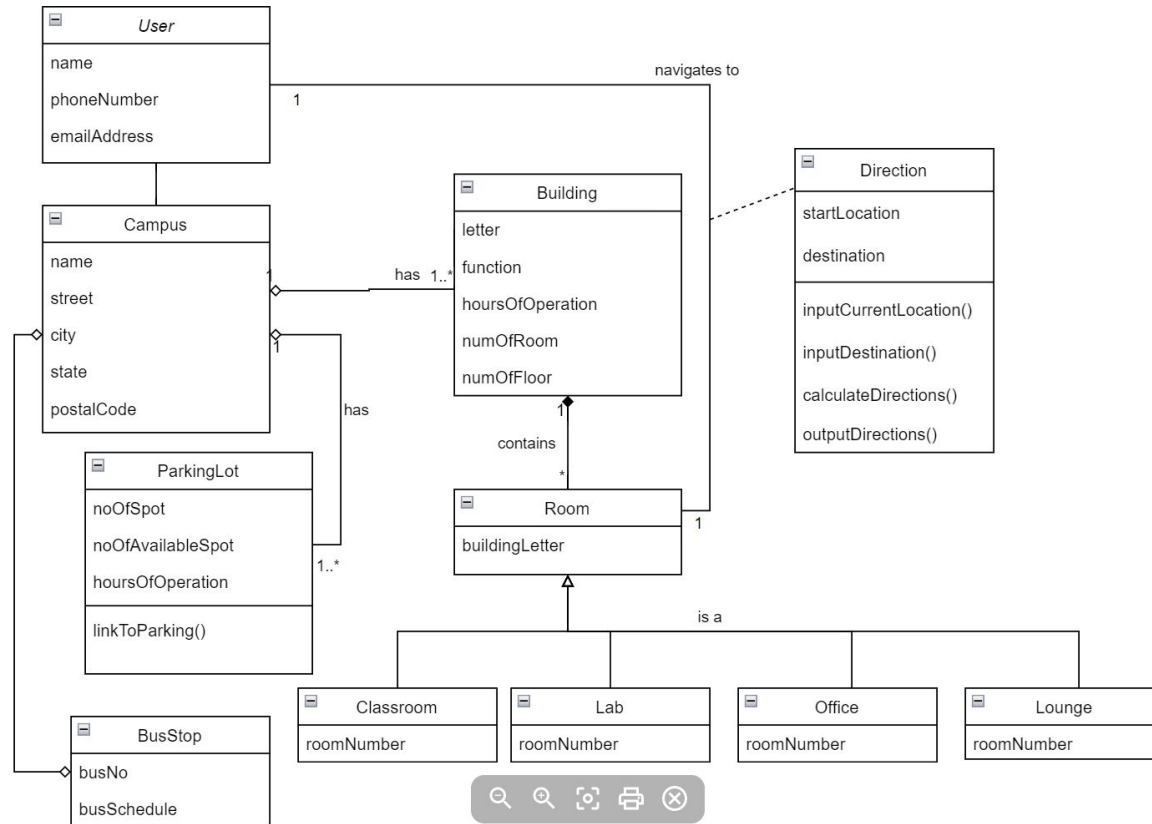 User
name
phoneNumber
emailAddress
navigates to
1
Campus
name
street
city
state
postalCode
1
1
has
1..*
Building
letter
function
hoursOfOperation
numOfRoom
numOfFloor
Direction
startLocation
destination
inputCurrentLocation()
inputDestination()
calculateDirections()
outputDirections()
has
1
contains
*
ParkingLot
noOfSpot
noOfAvailableSpot
hoursOfOperation
linkToParking()
1..*
Room
buildingLetter
1
is a
Classroom
roomNumber
Lab
roomNumber
Office
roomNumber
Lounge
roomNumber
BusStop
busNo
busSchedule